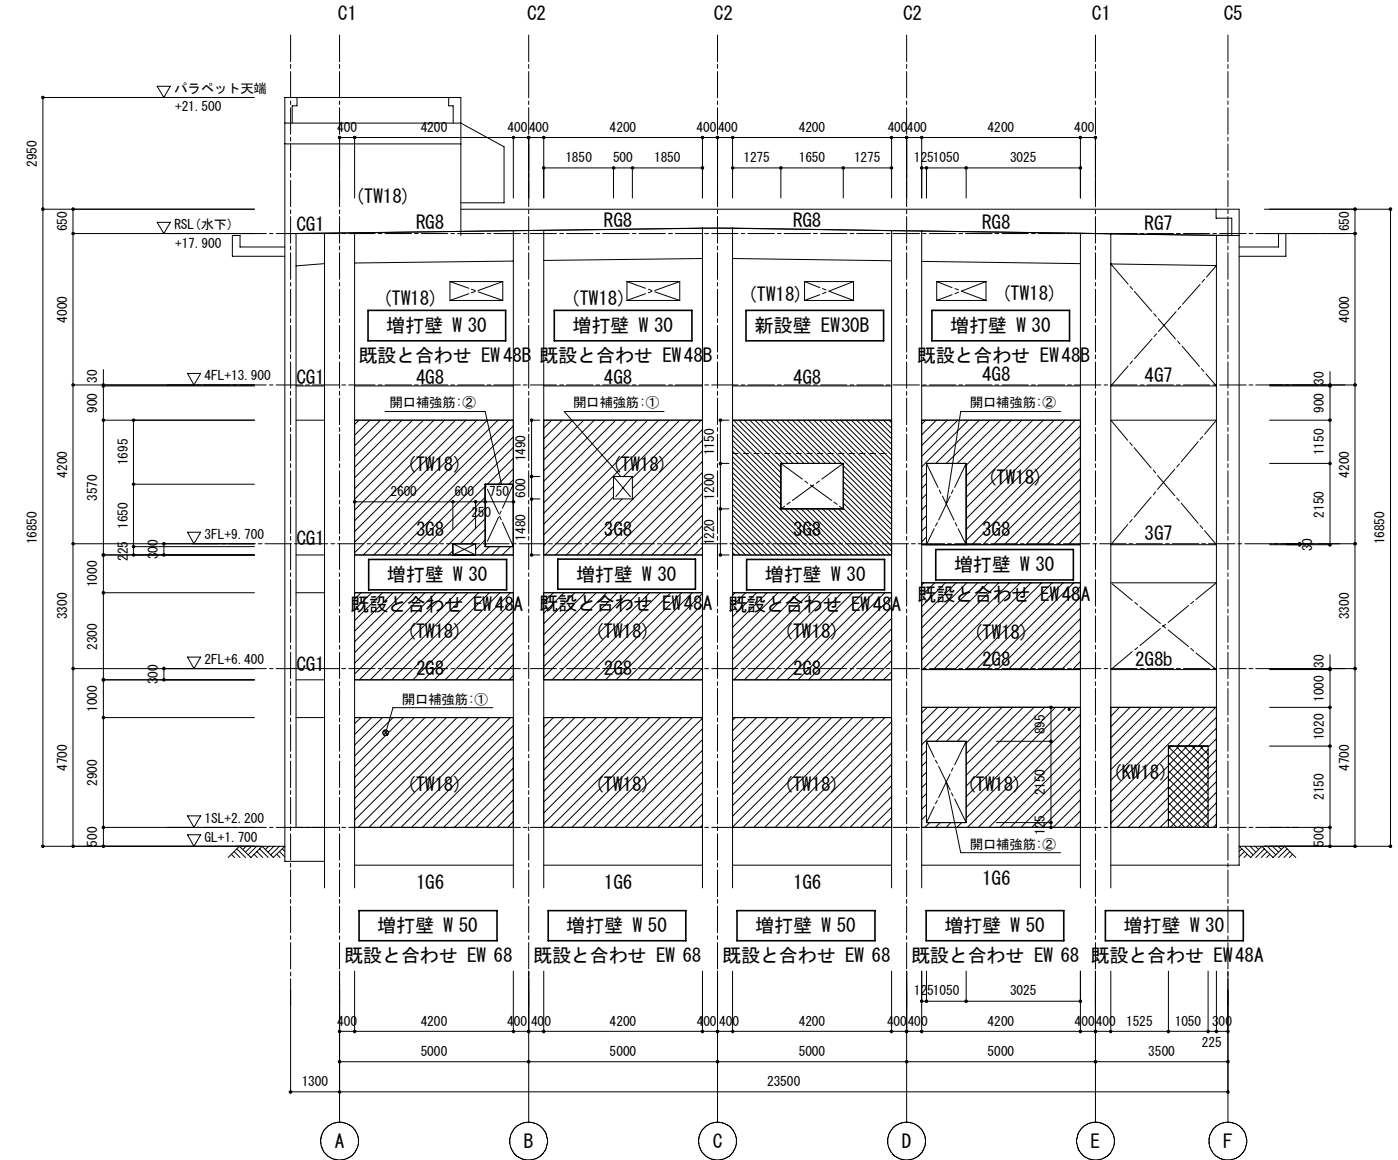 C1 C2 C2 C2 C1 C5
パラペット天端
+21.500
400 4200 400 400 4200 400 400 4200 400 400 4200 400
1850 500 1850 1275 1650 1275 125 1050 3025
2950
(TW18)
650 RSL(水下) CG1 RG8 RG8 RG8 RG8 RG7 650
+17.900
(TW18) (TW18) (TW18) (TW18)
4000 4000
増打壁 W30 増打壁 W30 新設壁 EW30B 増打壁 W30
既設と合わせ EW48B 既設と合わせ EW48B 既設と合わせ EW48B
30 4FL+13.900 CG1 4G8 4G8 4G8 4G8 4G7 30
900 開口補強筋:② 開口補強筋:① 開口補強筋:② 900
1695 1490 1150 1150
4200 (TW18) (TW18) (TW18) 4200
3570 2600 600 750 600 1200
1650 250 2150
16850 16850
225 300 3FL+9.700 CG1 3G8 1480 3G8 1220 3G8 3G8 3G7 30
1000 増打壁 W30 増打壁 W30 増打壁 W30 増打壁 W30
既設と合わせ EW48A 既設と合わせ EW48A 既設と合わせ EW48A 既設と合わせ EW48A
3300 3300
2300 (TW18) (TW18) (TW18) (TW18)
300 2FL+6.400 CG1 2G8 2G8 2G8 2G8 2G8b 30
1000 開口補強筋:① 1000
895 1020
4700 4700
2900 (TW18) (TW18) (TW18) (TW18) 2150 (KW18) 2150
1SL+2.200 125
500 GL+1.700 開口補強筋:② 500
1G6 1G6 1G6 1G6
増打壁 W50 増打壁 W50 増打壁 W50 増打壁 W50 増打壁 W30
既設と合わせ EW68 既設と合わせ EW68 既設と合わせ EW68 既設と合わせ EW68 既設と合わせ EW48A
125 1050 3025
400 4200 400 400 4200 400 400 4200 400 400 4200 400 400 1525 1050 300
225
5000 5000 5000 5000 3500
1300 23500
A B C D E F